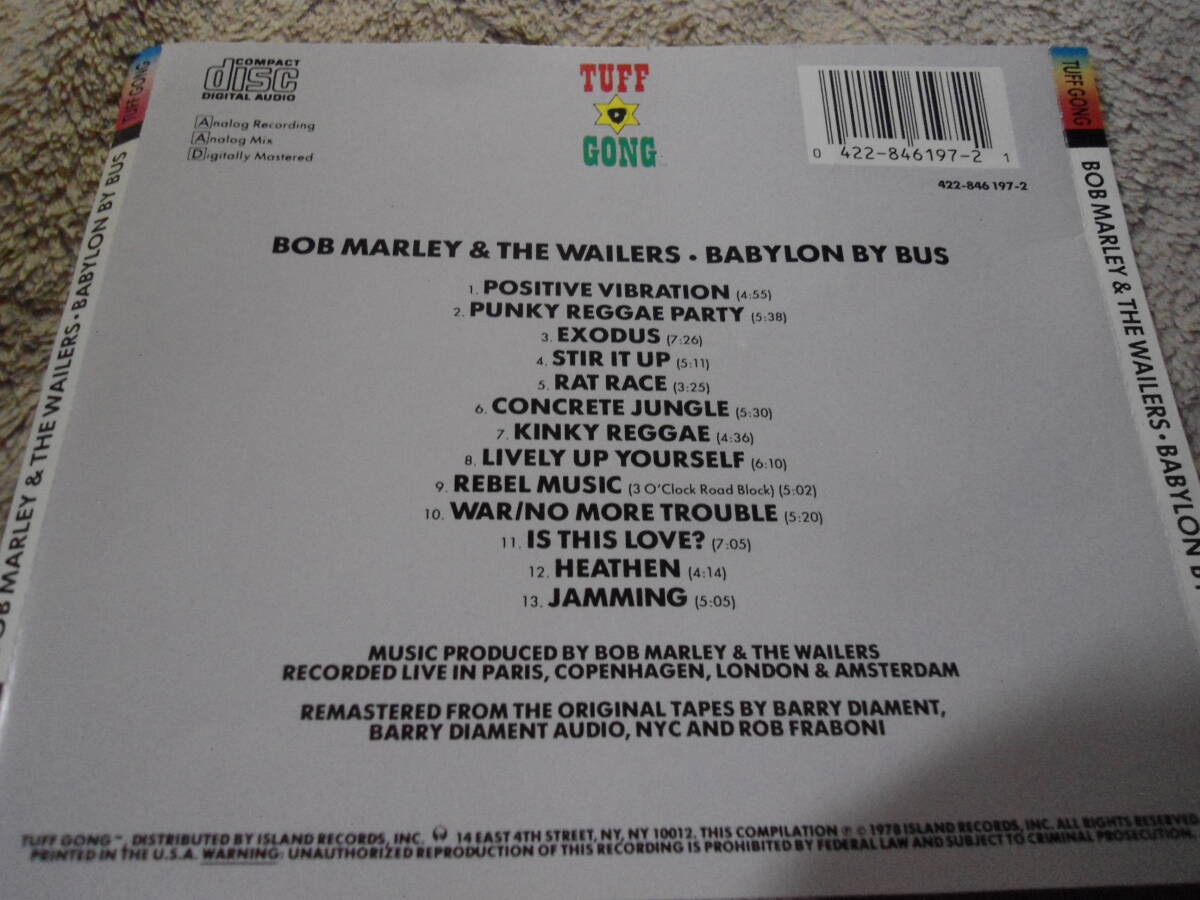 COMPACT
disc
DIGITAL AUDIO
Analog Recording
Analog Mix
Digitally Mastered
TUFF
GONG
0 422-846197-2 1
422-846 197-2
TUFF GONG
BOB MARLEY & THE WAILERS • BABYLON BY BUS
TUFF GONG
BOB MARLEY & THE WAILERS • BABYLON BY
BOB MARLEY & THE WAILERS • BABYLON BY BUS
1. POSITIVE VIBRATION (4:55)
2. PUNKY REGGAE PARTY (5:38)
3. EXODUS (7:26)
4. STIR IT UP (5:11)
5. RAT RACE (3:25)
6. CONCRETE JUNGLE (5:30)
7. KINKY REGGAE (4:36)
8. LIVELY UP YOURSELF (6:10)
9. REBEL MUSIC (3 O'Clock Road Block) (5:02)
10. WAR/NO MORE TROUBLE (5:20)
11. IS THIS LOVE? (7:05)
12. HEATHEN (4:14)
13. JAMMING (5:05)
MUSIC PRODUCED BY BOB MARLEY & THE WAILERS
RECORDED LIVE IN PARIS, COPENHAGEN, LONDON & AMSTERDAM
REMASTERED FROM THE ORIGINAL TAPES BY BARRY DIAMENT,
BARRY DIAMENT AUDIO, NYC AND ROB FRABONI
TUFF GONG™, DISTRIBUTED BY ISLAND RECORDS, INC. 14 EAST 4TH STREET, NY, NY 10012. THIS COMPILATION ℗ © 1978 ISLAND RECORDS, INC. ALL RIGHTS RESERVED
PRINTED IN THE U.S.A. WARNING: UNAUTHORIZED REPRODUCTION OF THIS RECORDING IS PROHIBITED BY FEDERAL LAW AND SUBJECT TO CRIMINAL PROSECUTION